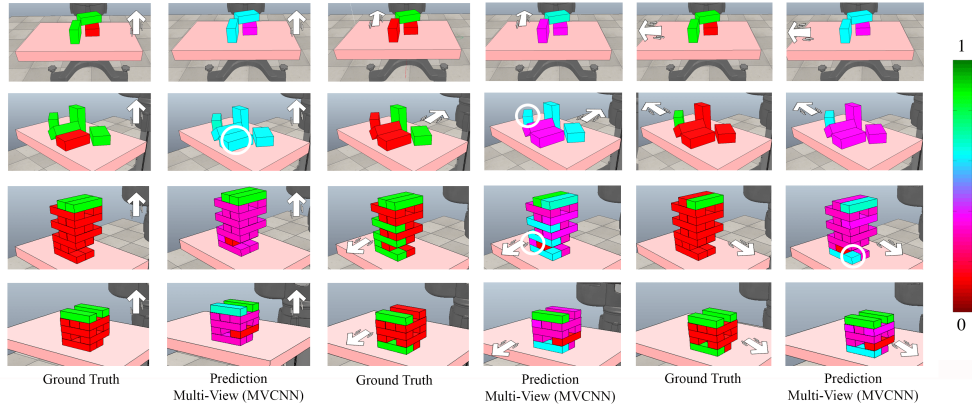 1
0
Ground Truth
Prediction
Multi-View (MVCNN)
Ground Truth
Prediction
Multi-View (MVCNN)
Ground Truth
Prediction
Multi-View (MVCNN)